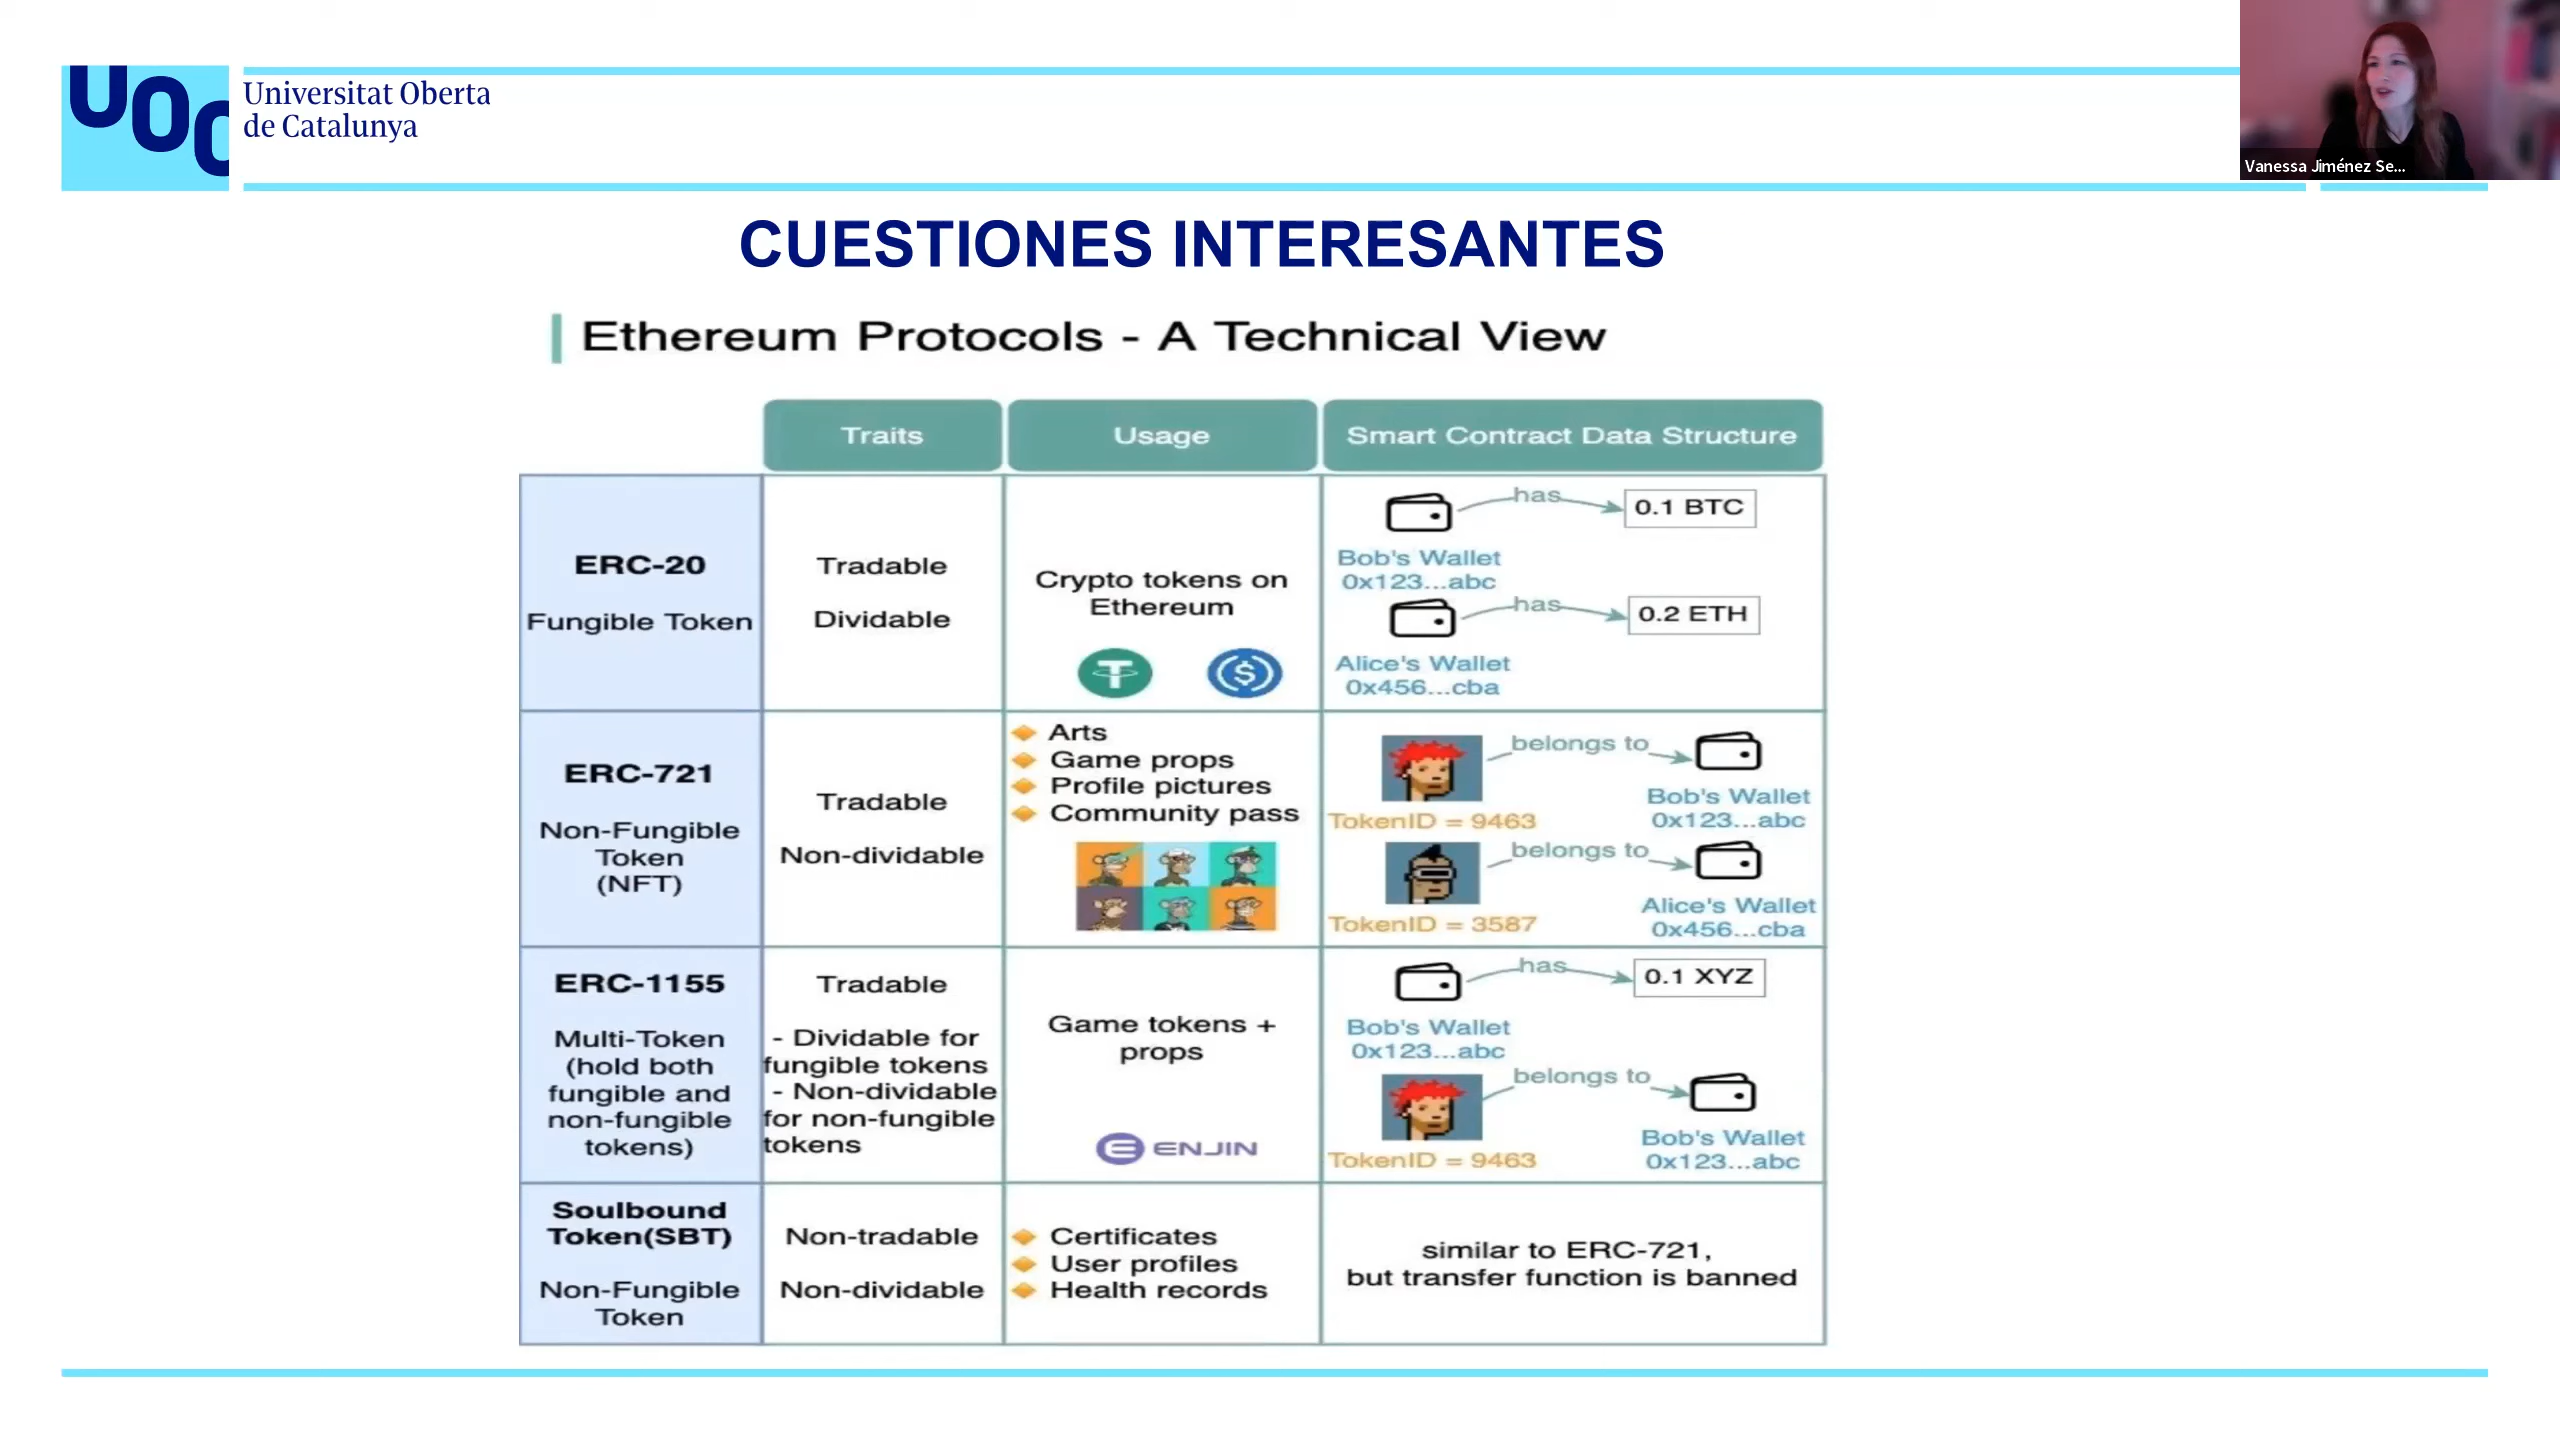 UOC
Universitat Oberta
de Catalunya
Vanessa Jiménez Se...
CUESTIONES INTERESANTES
Ethereum Protocols - A Technical View
Traits
Usage
Smart Contract Data Structure
ERC-20
Fungible Token
Tradable
Dividable
Crypto tokens on
Ethereum
has
0.1 BTC
Bob's Wallet
0x123...abc
has
0.2 ETH
Alice's Wallet
0x456...cba
ERC-721
Non-Fungible
Token
(NFT)
Tradable
Non-dividable
Arts
Game props
Profile pictures
Community pass
belongs to
TokenID = 9463
Bob's Wallet
0x123...abc
belongs to
TokenID = 3587
Alice's Wallet
0x456...cba
ERC-1155
Multi-Token
(hold both
fungible and
non-fungible
tokens)
Tradable
- Dividable for
fungible tokens
- Non-dividable
for non-fungible
tokens
Game tokens +
props
ENJIN
has
0.1 XYZ
Bob's Wallet
0x123...abc
belongs to
TokenID = 9463
Bob's Wallet
0x123...abc
Soulbound
Token(SBT)
Non-Fungible
Token
Non-tradable
Non-dividable
Certificates
User profiles
Health records
similar to ERC-721,
but transfer function is banned